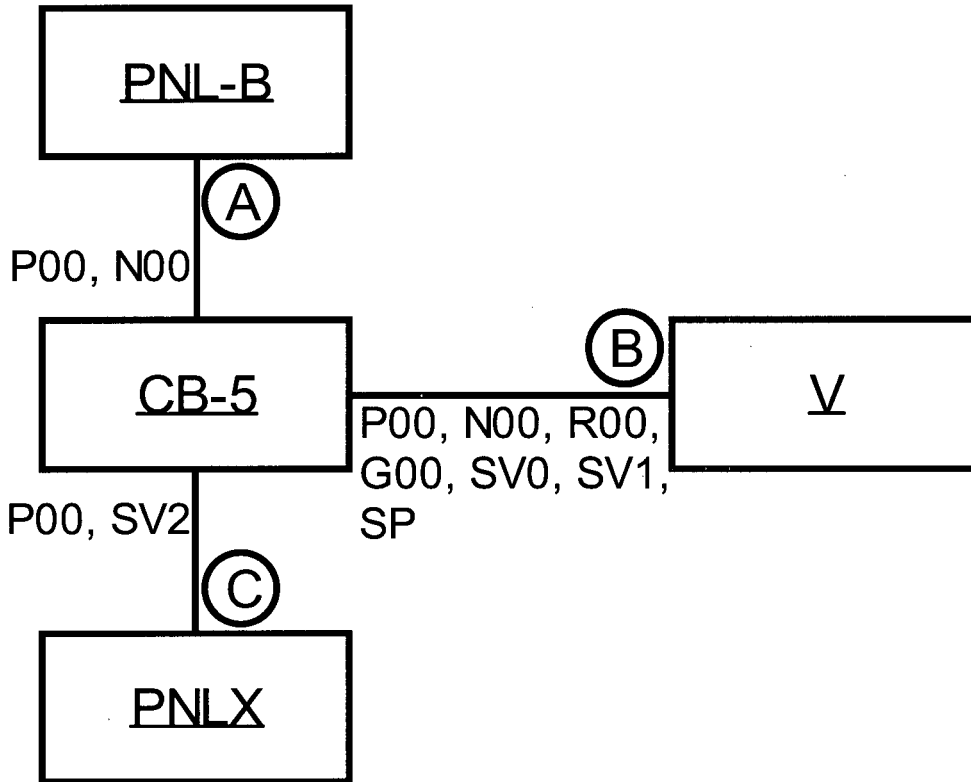 PNL-B
A
P00, N00
B
CB-5
V
P00, N00, R00,
G00, SV0, SV1,
SP
P00, SV2
C
PNLX